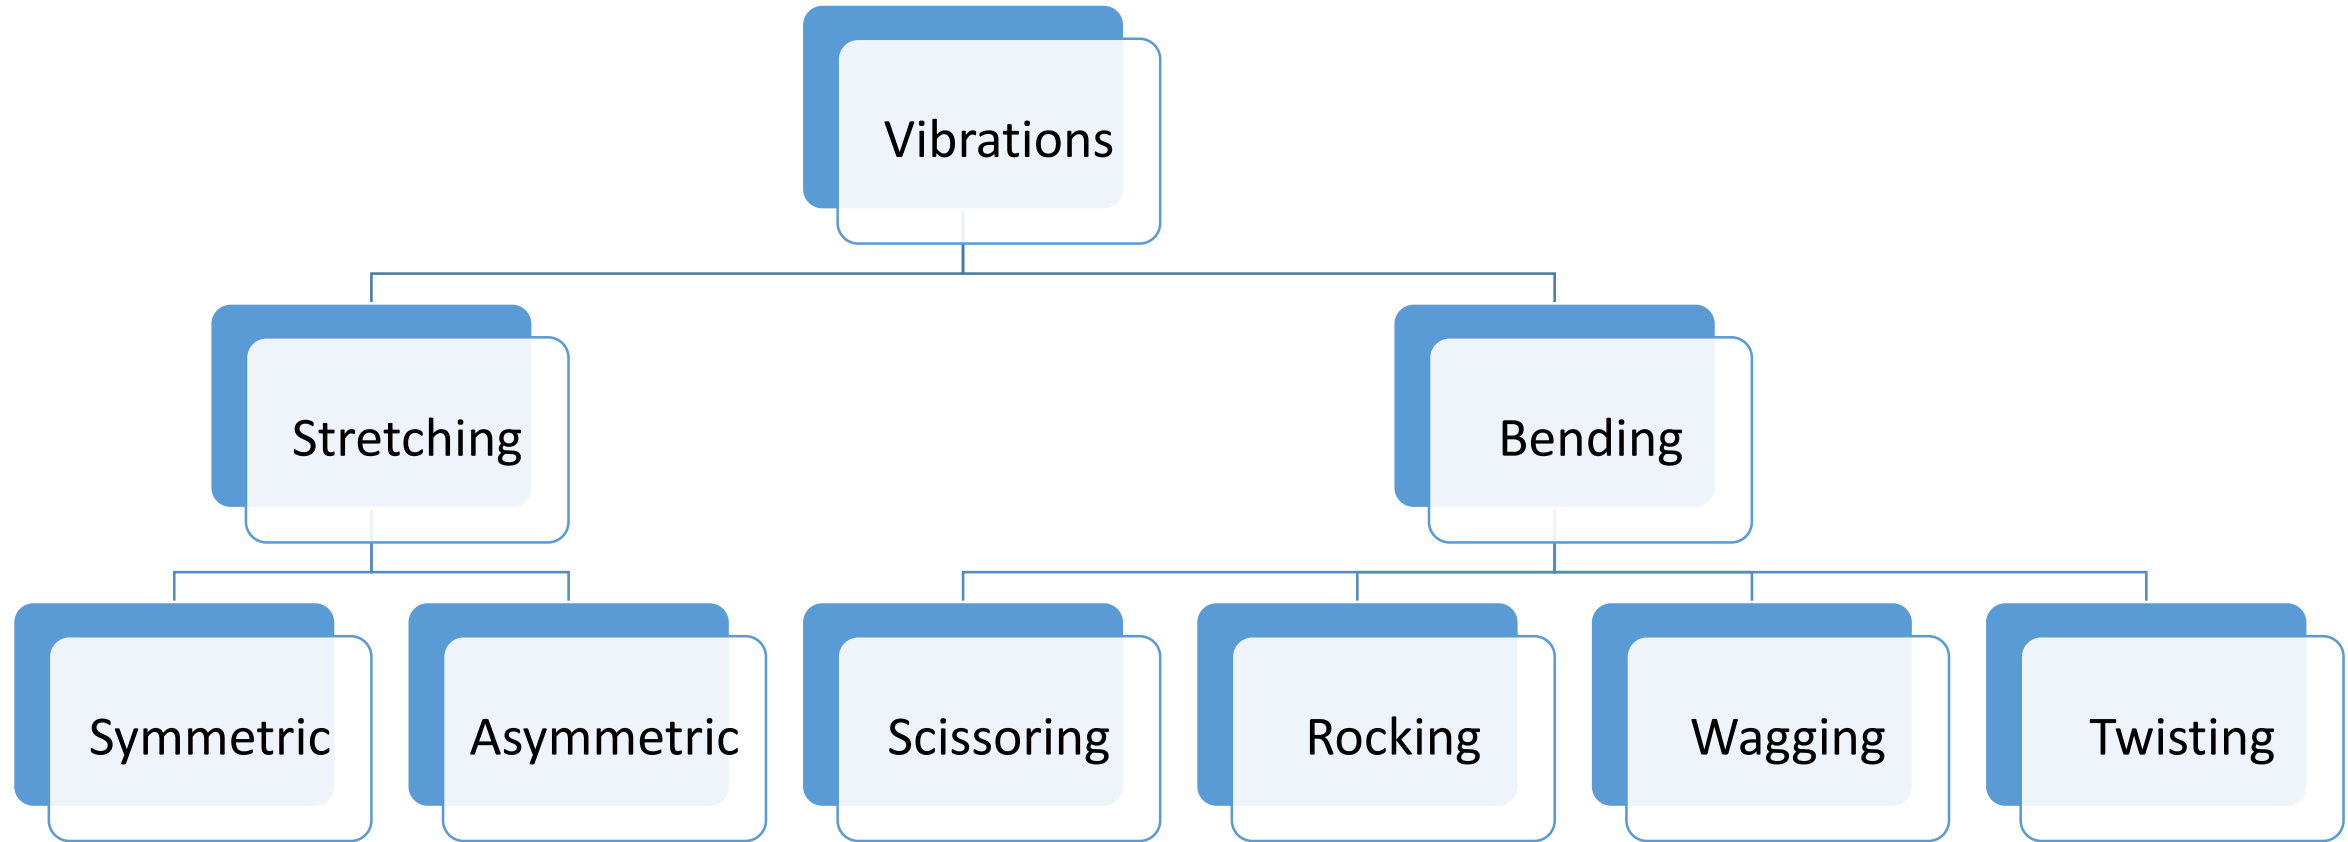 Vibrations
Stretching
Bending
Symmetric
Asymmetric
Scissoring
Rocking
Wagging
Twisting